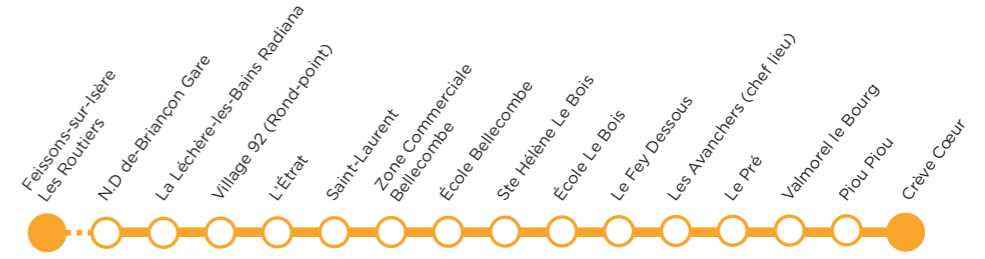 Feissons-sur-Isère
Les Routiers
N.D de-Briançon Gare
La Léchère-les-Bains Radiana
Village 92 (Rond-point)
L'Étrat
Saint-Laurent
Zone Commerciale
Bellecombe
École Bellecombe
Ste Hélène Le Bois
École Le Bois
Le Fey Dessous
Les Avanchers (chef lieu)
Le Pré
Valmorel le Bourg
Piou Piou
Crève Cœur